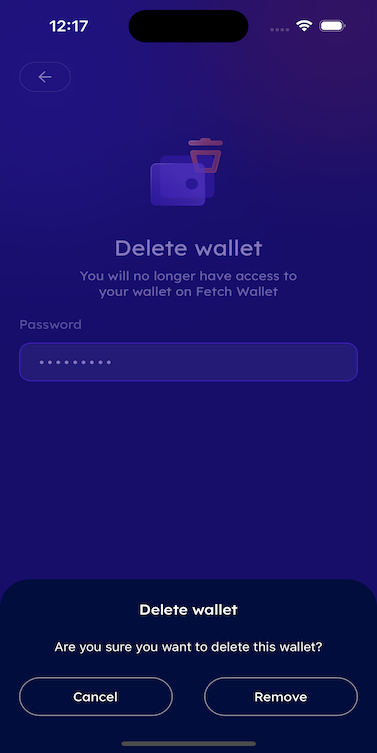 12:17
Delete wallet
You will no longer have access to
your wallet on Fetch Wallet
Password
•••••••••
Delete wallet
Are you sure you want to delete this wallet?
Cancel
Remove